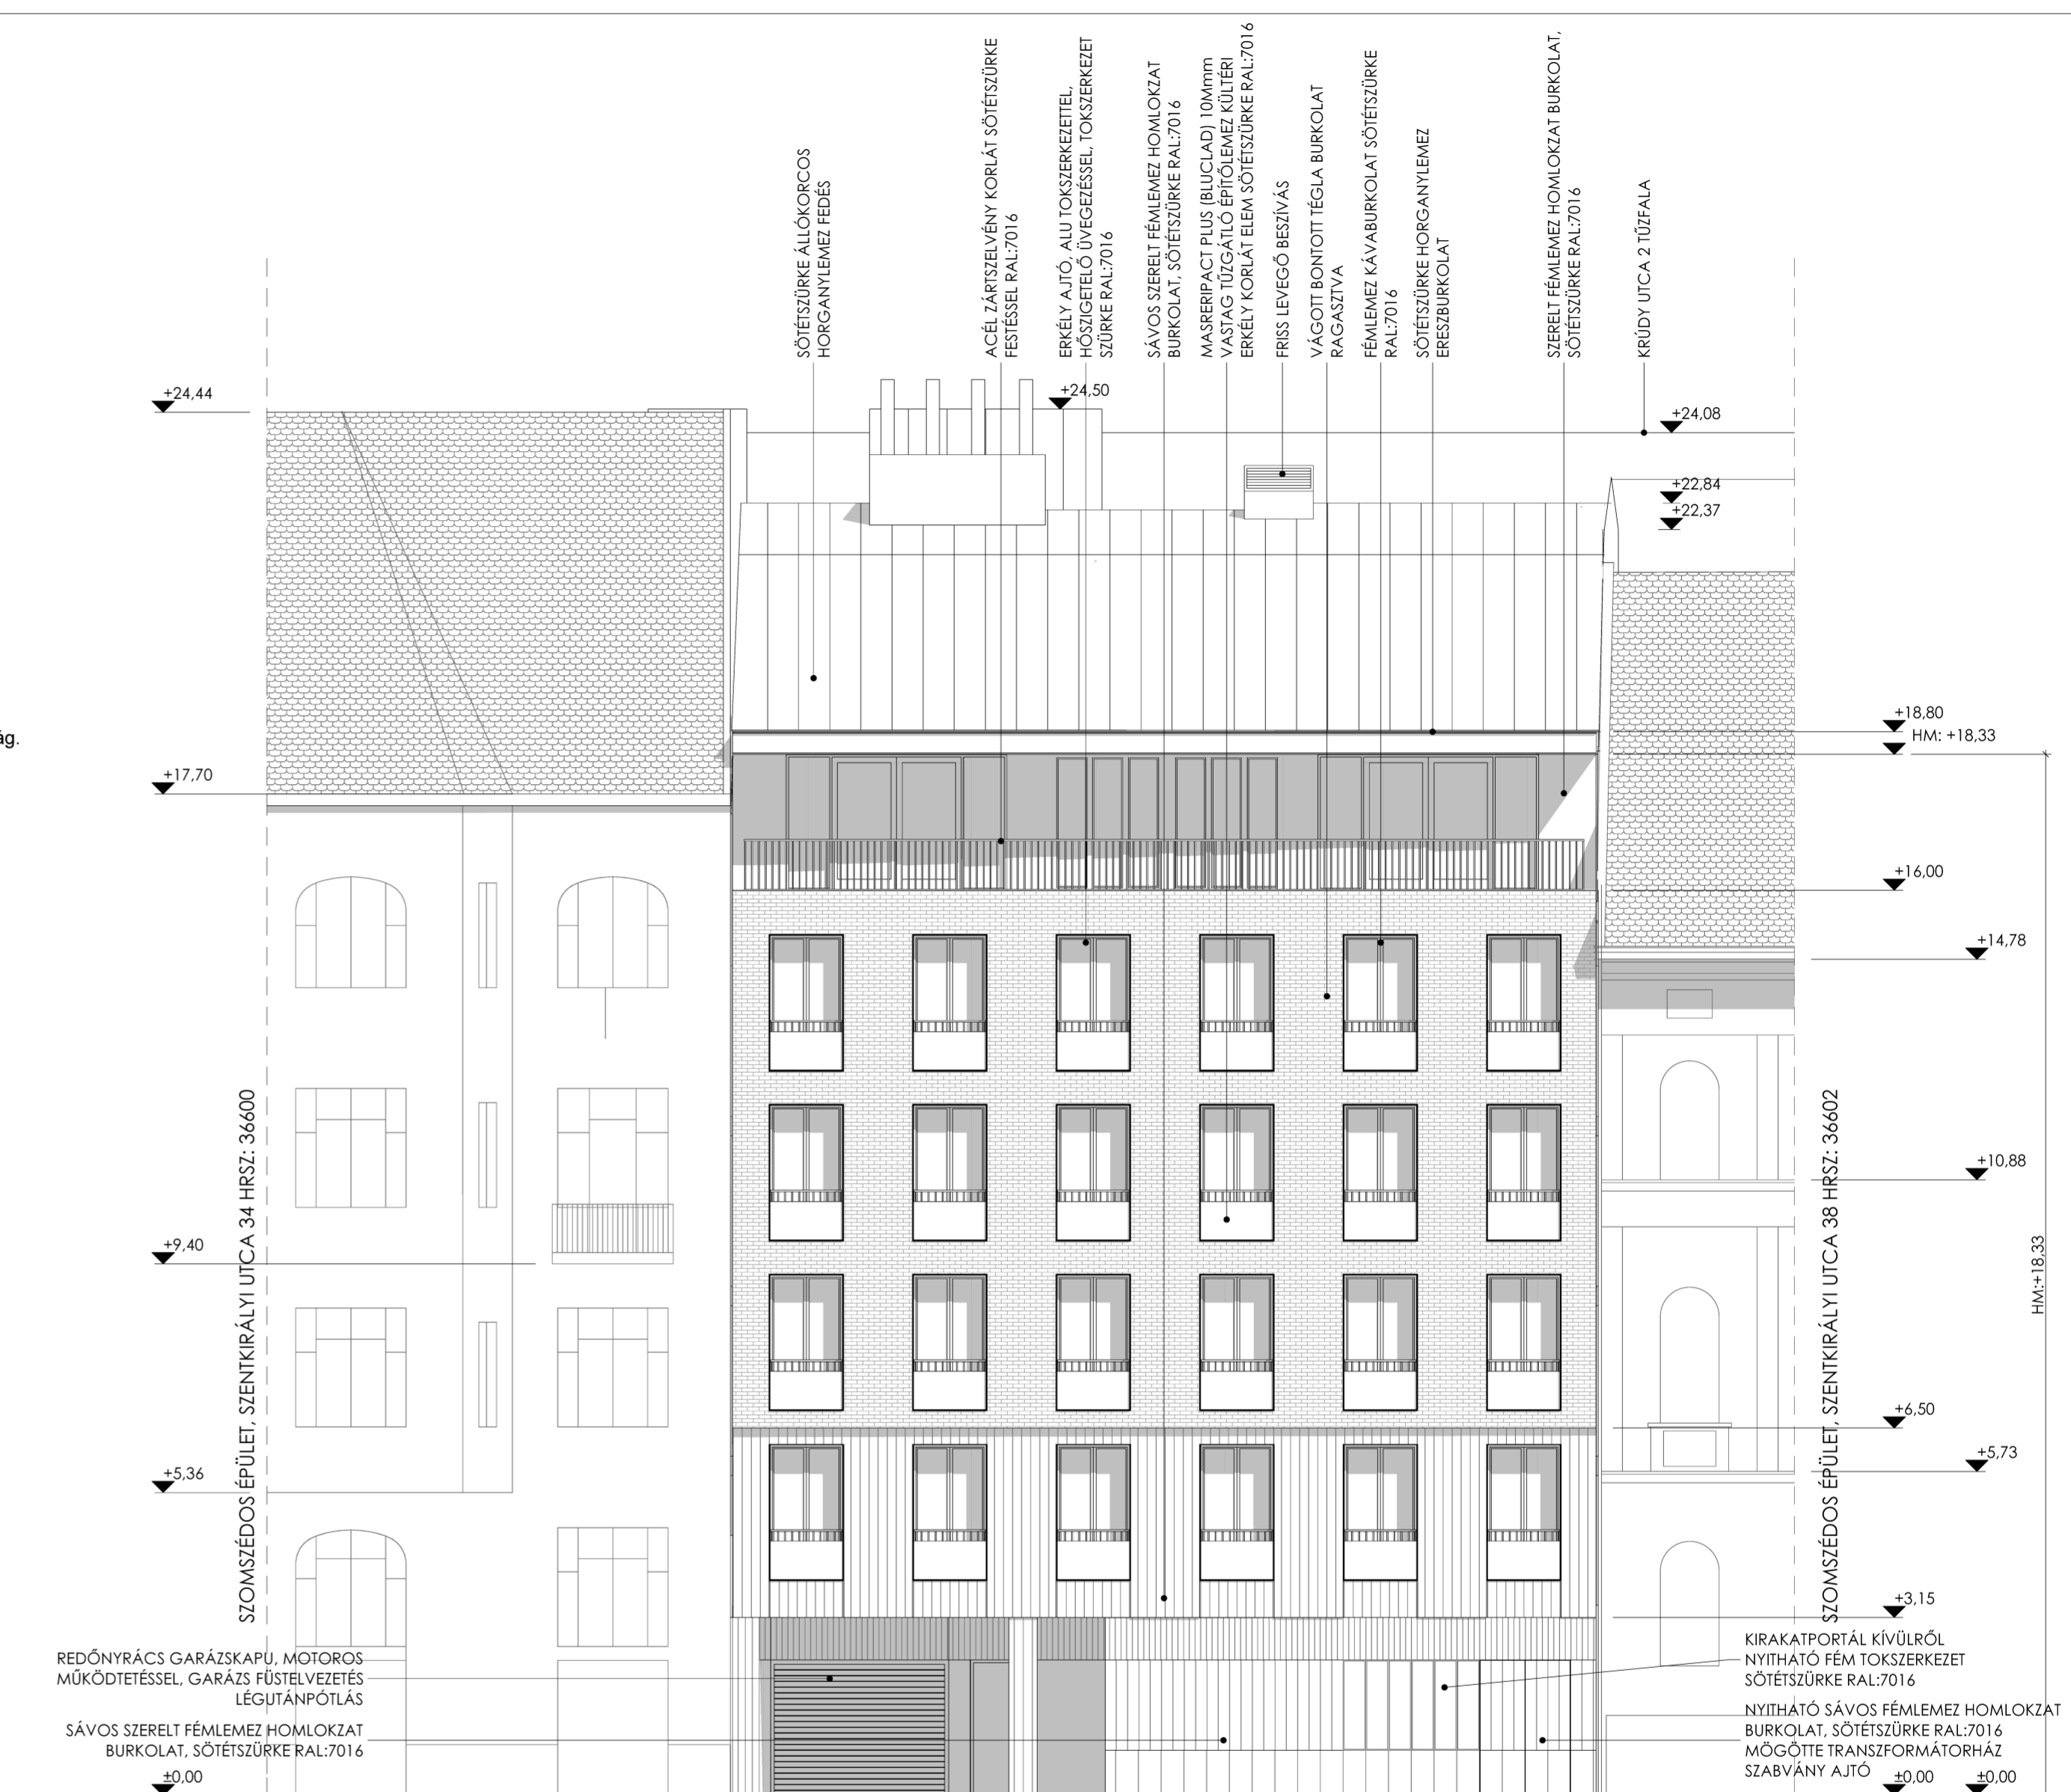 SÖTÉTSZÜRKE ÁLLÓKORCOS
HORGANYLEMEZ FEDÉS
ACÉL ZÁRTSZELVÉNY KORLÁT SÖTÉTSZÜRKE
FESTÉSSEL RAL:7016
ERKÉLY AJTÓ, ALU TOKSZERKEZETTEL,
HŐSZIGETELŐ ÜVEGEZÉSSEL, TOKSZERKEZET
SZÜRKE RAL:7016
SÁVOS SZERELT FÉMLEMEZ HOMLOKZAT
BURKOLAT, SÖTÉTSZÜRKE RAL:7016
MASRERIPACT PLUS (BLUCLAD) 10Mmm
VASTAG TŰZGÁTLÓ ÉPÍTŐLEMEZ KÜLTÉRI
ERKÉLY KORLÁT ELEM SÖTÉTSZÜRKE RAL:7016
FRISS LEVEGŐ BESZÍVÁS
VÁGOTT BONTOTT TÉGLA BURKOLAT
RAGASZTVA
FÉMLEMEZ KÁVABURKOLAT SÖTÉTSZÜRKE
RAL:7016
SÖTÉTSZÜRKE HORGANYLEMEZ
ERESZBURKOLAT
SZERELT FÉMLEMEZ HOMLOKZAT BURKOLAT,
SÖTÉTSZÜRKE RAL:7016
KRÚDY UTCA 2 TŰZFALA
+24,44
+24,50
+24,08
+22,84
+22,37
ág.
+18,80
HM: +18,33
+17,70
+16,00
+14,78
+10,88
+9,40
+6,50
+5,73
+5,36
+3,15
HM:+18,33
SZOMSZÉDOS ÉPÜLET, SZENTKIRÁLYI UTCA 34 HRSZ: 36600
SZOMSZÉDOS ÉPÜLET, SZENTKIRÁLYI UTCA 38 HRSZ: 36602
REDŐNYRÁCS GARÁZSKAPU, MOTOROS
MŰKÖDTETÉSSEL, GARÁZS FÜSTELVEZETÉS
LÉGUTÁNPÓTLÁS
SÁVOS SZERELT FÉMLEMEZ HOMLOKZAT
BURKOLAT, SÖTÉTSZÜRKE RAL:7016
±0,00
KIRAKATPORTÁL KÍVÜLRŐL
NYITHATÓ FÉM TOKSZERKEZET
SÖTÉTSZÜRKE RAL:7016
NYITHATÓ SÁVOS FÉMLEMEZ HOMLOKZAT
BURKOLAT, SÖTÉTSZÜRKE RAL:7016
MÖGÖTTE TRANSZFORMÁTORHÁZ
SZABVÁNY AJTÓ
±0,00
±0,00